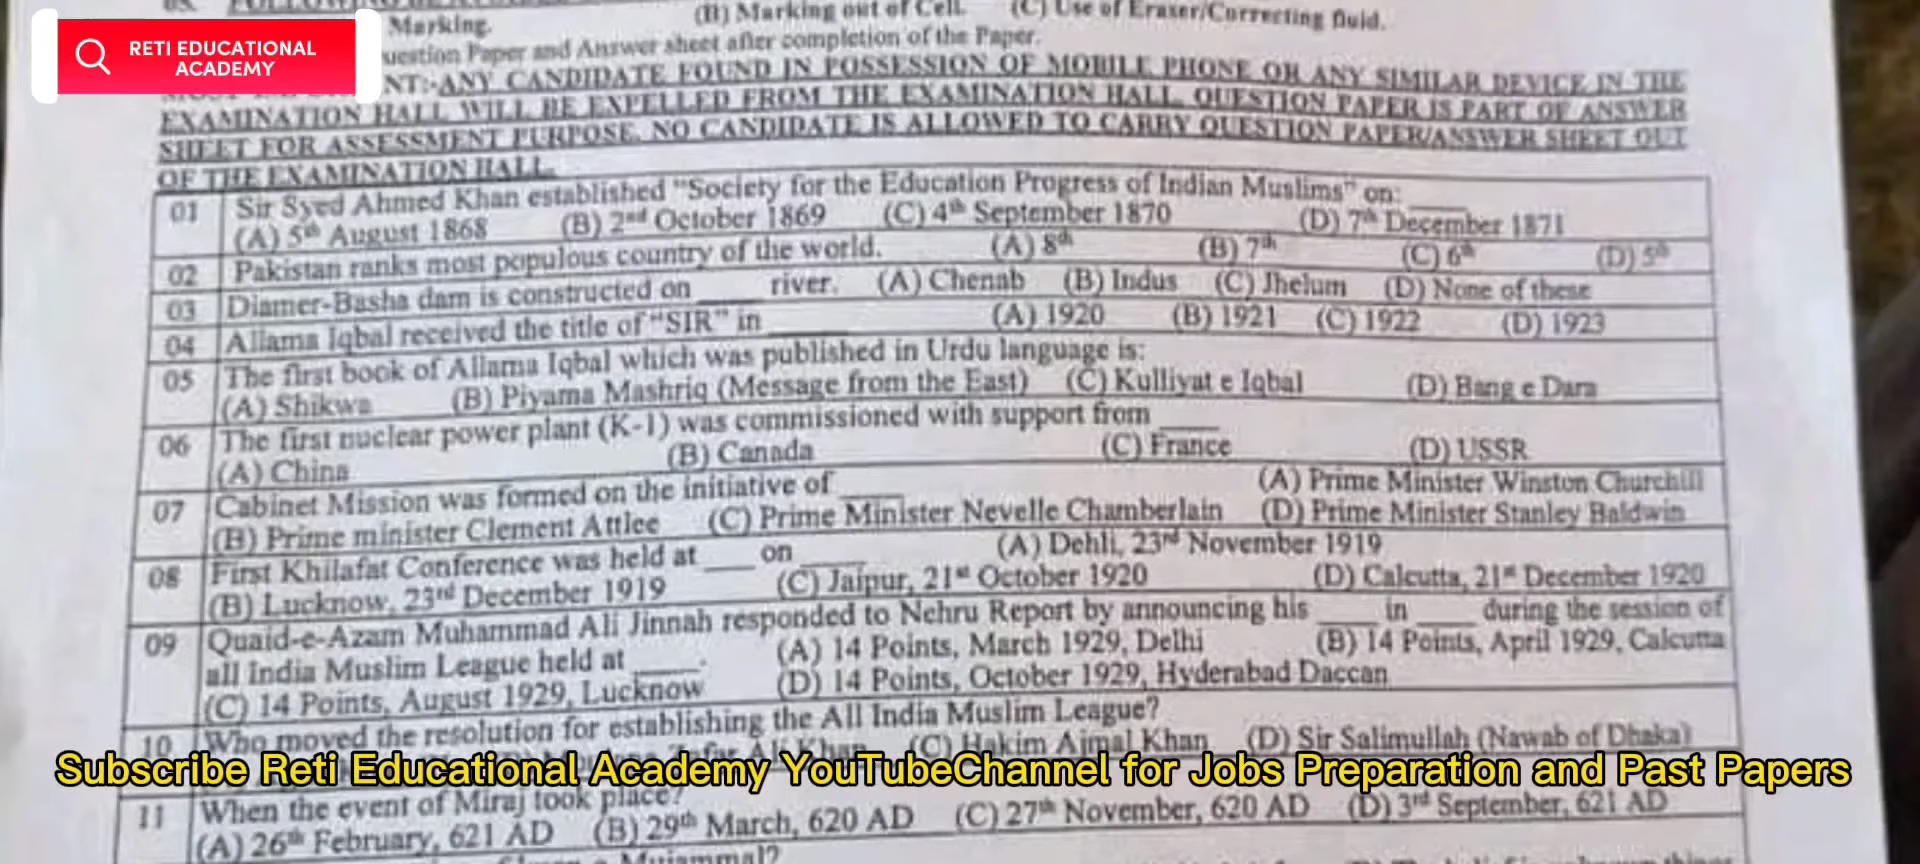 (B) Marking out of Cell. (C) Use of Eraser/Correcting fluid.
Marking.
uestion Paper and Answer sheet after completion of the Paper.
RETI EDUCATIONAL
ACADEMY
NT:-ANY CANDIDATE FOUND IN POSSESSION OF MOBILE PHONE OR ANY SIMILAR DEVICE IN THE
EXAMINATION HALL WILL BE EXPELLED FROM THE EXAMINATION HALL. QUESTION PAPER IS PART OF ANSWER
SHEET FOR ASSESSMENT PURPOSE. NO CANDIDATE IS ALLOWED TO CARRY QUESTION PAPER/ANSWER SHEET OUT
OF THE EXAMINATION HALL.
01 Sir Syed Ahmed Khan established "Society for the Education Progress of Indian Muslims" on: ____
(A) 5th August 1868 (B) 2nd October 1869 (C) 4th September 1870 (D) 7th December 1871
02 Pakistan ranks most populous country of the world. (A) 8th (B) 7th (C) 6th (D) 5th
03 Diamer-Basha dam is constructed on ____ river. (A) Chenab (B) Indus (C) Jhelum (D) None of these
04 Allama Iqbal received the title of "SIR" in ____ (A) 1920 (B) 1921 (C) 1922 (D) 1923
05 The first book of Allama Iqbal which was published in Urdu language is:
(A) Shikwa (B) Piyama Mashriq (Message from the East) (C) Kulliyat e Iqbal (D) Bang e Dara
06 The first nuclear power plant (K-1) was commissioned with support from ____
(A) China (B) Canada (C) France (D) USSR
07 Cabinet Mission was formed on the initiative of ____ (A) Prime Minister Winston Churchill
(B) Prime minister Clement Attlee (C) Prime Minister Nevelle Chamberlain (D) Prime Minister Stanley Baldwin
08 First Khilafat Conference was held at ____ on ____ (A) Dehli, 23rd November 1919
(B) Lucknow, 23rd December 1919 (C) Jaipur, 21st October 1920 (D) Calcutta, 21st December 1920
09 Quaid-e-Azam Muhammad Ali Jinnah responded to Nehru Report by announcing his ____ in ____ during the session of
all India Muslim League held at ____. (A) 14 Points, March 1929, Delhi (B) 14 Points, April 1929, Calcutta
(C) 14 Points, August 1929, Lucknow (D) 14 Points, October 1929, Hyderabad Daccan
10 Who moved the resolution for establishing the All India Muslim League?
Zafar Ali Khan (C) Hakim Ajmal Khan (D) Sir Salimullah (Nawab of Dhaka)
Subscribe Reti Educational Academy YouTubeChannel for Jobs Preparation and Past Papers
11 When the event of Miraj took place?
(A) 26th February, 621 AD (B) 29th March, 620 AD (C) 27th November, 620 AD (D) 3rd September, 621 AD